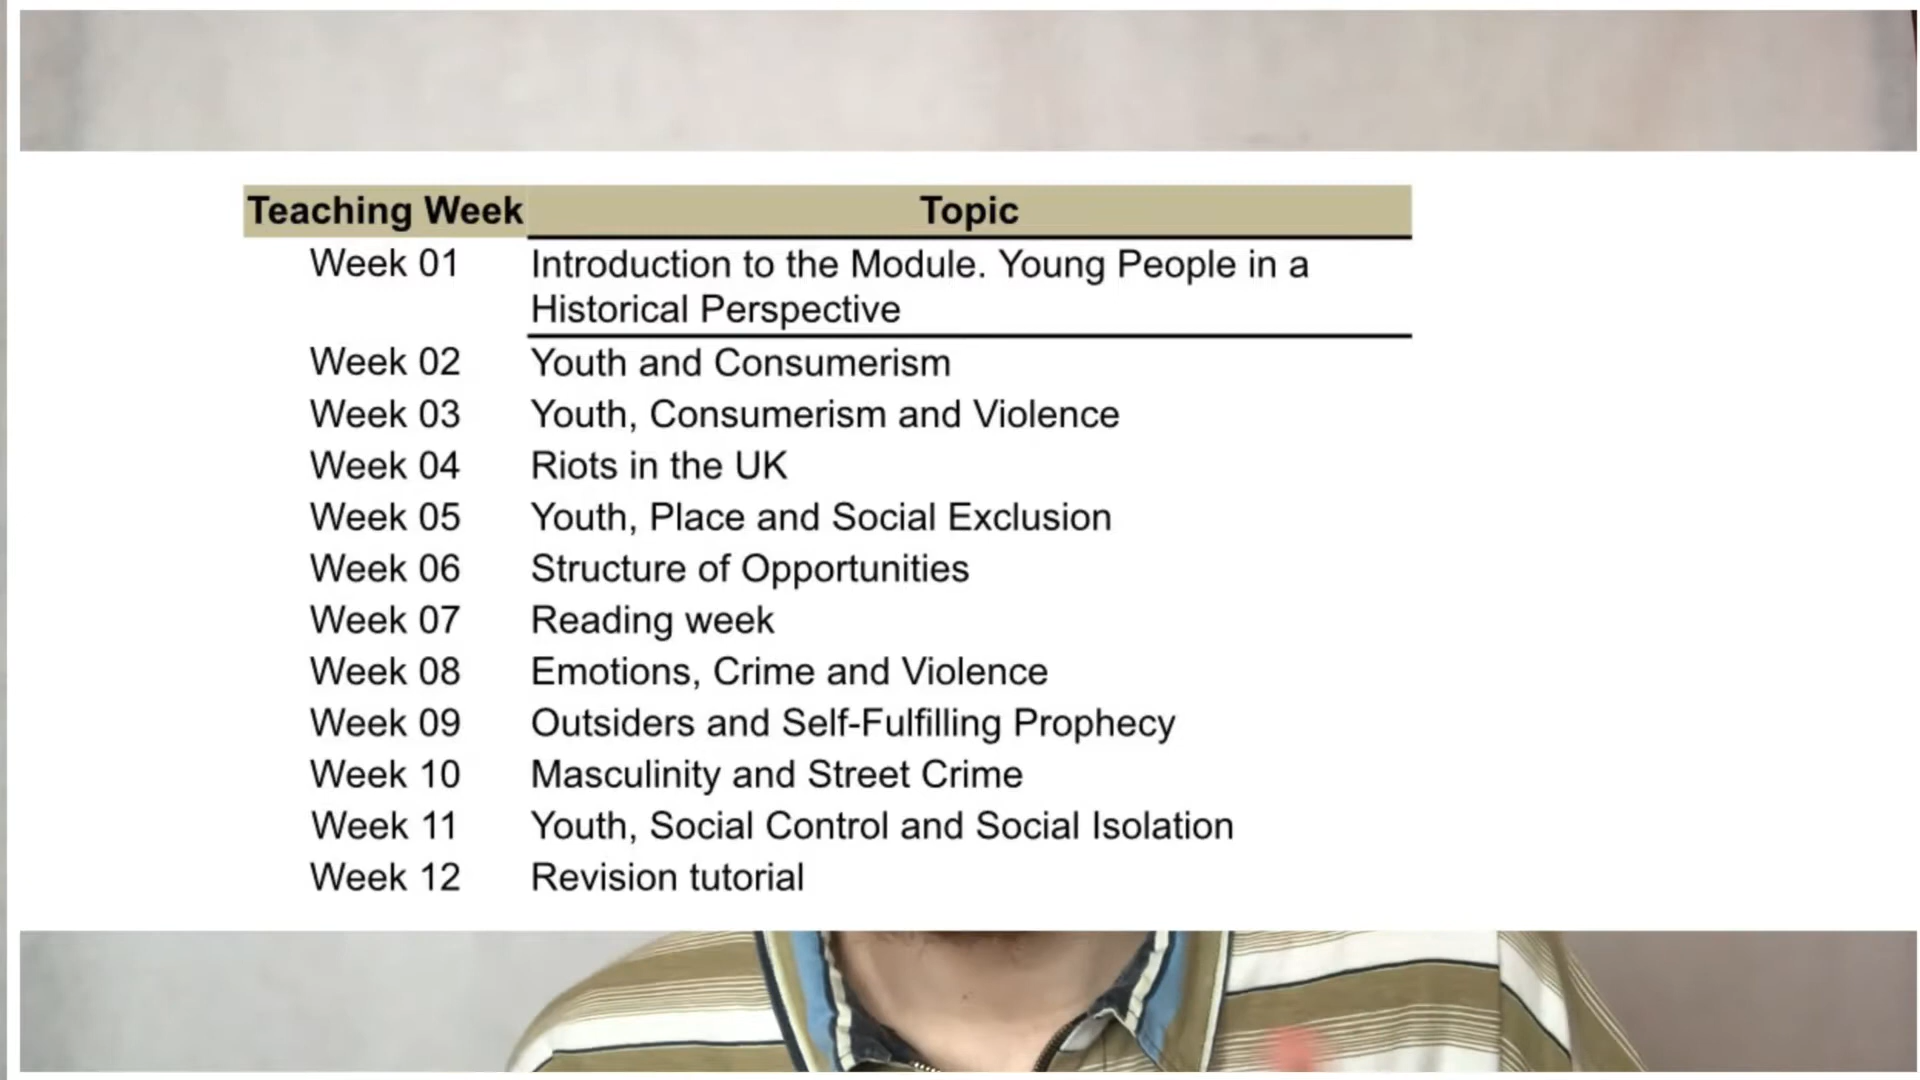 Teaching Week Topic
Week 01 Introduction to the Module. Young People in a
Historical Perspective
Week 02 Youth and Consumerism
Week 03 Youth, Consumerism and Violence
Week 04 Riots in the UK
Week 05 Youth, Place and Social Exclusion
Week 06 Structure of Opportunities
Week 07 Reading week
Week 08 Emotions, Crime and Violence
Week 09 Outsiders and Self-Fulfilling Prophecy
Week 10 Masculinity and Street Crime
Week 11 Youth, Social Control and Social Isolation
Week 12 Revision tutorial